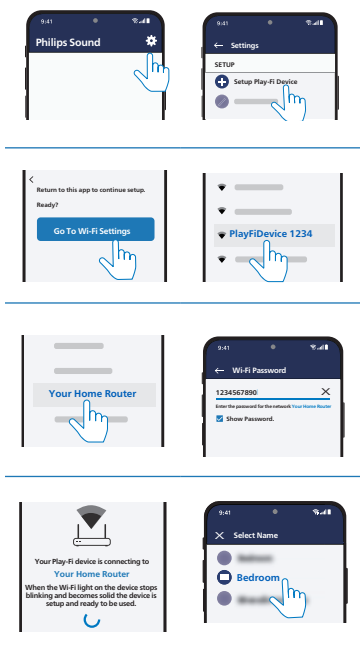 9:41
Philips Sound
9:41
← Settings
SETUP
Setup Play-Fi Device
Return to this app to continue setup.
Ready?
Go To Wi-Fi Settings
PlayFiDevice 1234
Your Home Router
9:41
← Wi-Fi Password
1234567890
Enter the password for the network Your Home Router
Show Password.
Your Play-Fi device is connecting to
Your Home Router
When the Wi-Fi light on the device stops
blinking and becomes solid the device is
setup and ready to be used.
9:41
Select Name
Bedroom